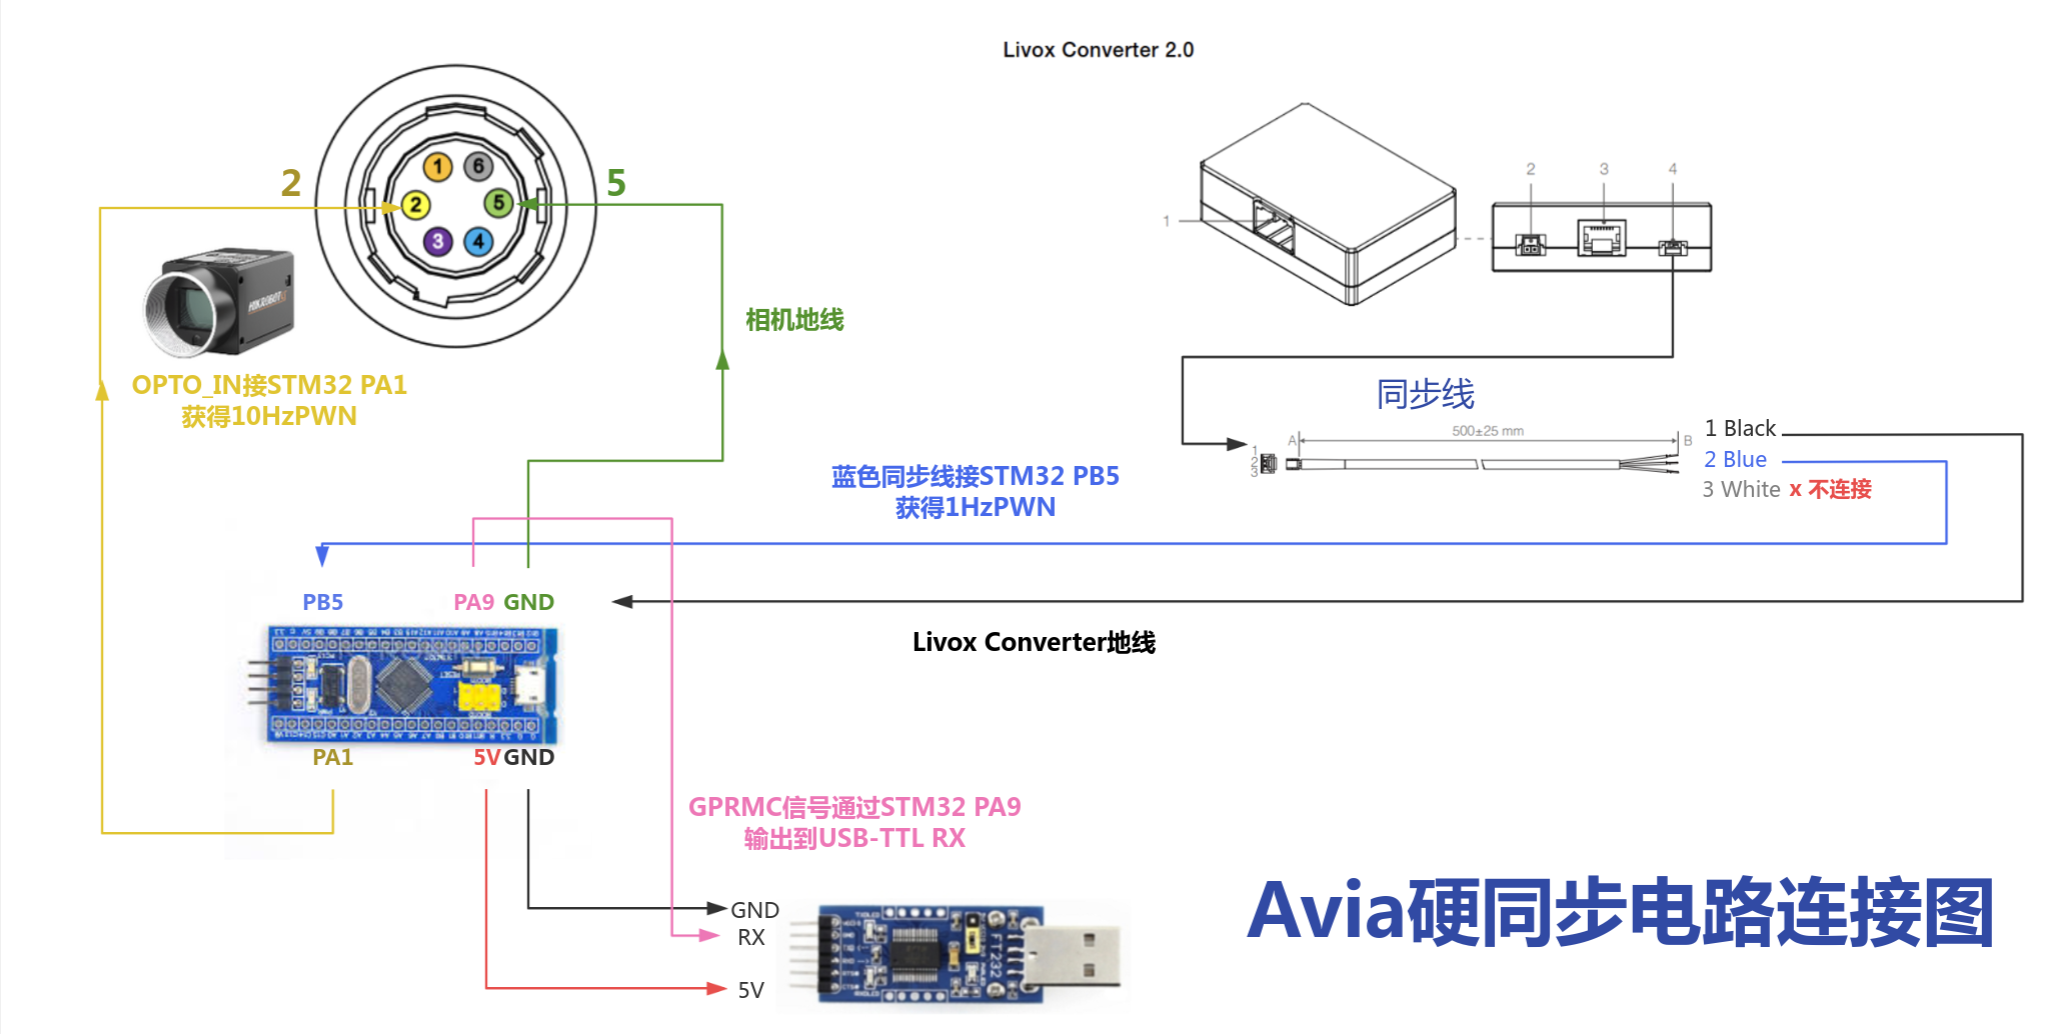 Livox Converter 2.0
2
5
1
6
2
5
3
4
1
2
3
4
HIKROBOT
相机地线
OPTO_IN接STM32 PA1
获得10HzPWN
同步线
500±25 mm
A
B
1
2
3
1 Black
2 Blue
3 White x 不连接
蓝色同步线接STM32 PB5
获得1HzPWN
PB5
PA9
GND
Livox Converter地线
RESET
PA1
5V
GND
GPRMC信号通过STM32 PA9
输出到USB-TTL RX
GND
RX
5V
FT232
Avia硬同步电路连接图